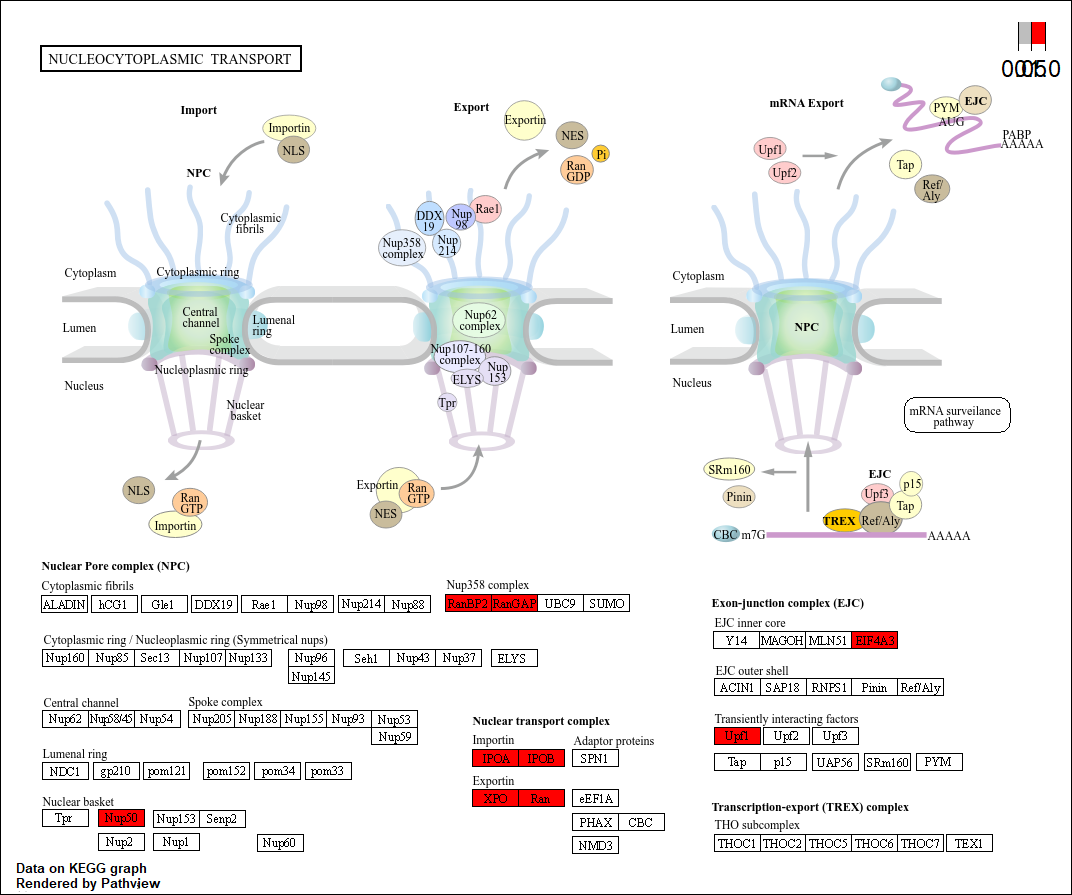 NUCLEOCYTOPLASMIC TRANSPORT
Import
Importin
NLS
NPC
Cytoplasmic
fibrils
Cytoplasm
Cytoplasmic ring
Central
channel
Lumenal
ring
Lumen
Spoke
complex
Nucleoplasmic ring
Nucleus
Nuclear
basket
NLS
Ran
GTP
Importin
Export
Exportin
NES
Pi
Ran
GDP
DDX
19
Nup
98
Rae1
Nup358
complex
Nup
214
Nup62
complex
Nup107-160
complex
Nup
153
ELYS
Tpr
Exportin
Ran
GTP
NES
mRNA Export
PYM
EJC
AUG
PABP
AAAAA
Upf1
Upf2
Tap
Ref/
Aly
Cytoplasm
Lumen
NPC
Nucleus
mRNA surveilance
pathway
SRm160
Pinin
EJC
Upf3
p15
Tap
TREX
Ref/Aly
CBC m7G
AAAAA
Nuclear Pore complex (NPC)
Cytoplasmic fibrils
ALADIN hCG1 Gle1 DDX19 Rae1 Nup98 Nup214 Nup88
Nup358 complex
RanBP2 RanGAP UBC9 SUMO
Cytoplasmic ring / Nucleoplasmic ring (Symmetrical nups)
Nup160 Nup85 Sec13 Nup107 Nup133 Nup96 Seh1 Nup43 Nup37 ELYS
Nup145
Central channel
Nup62 Nup58/45 Nup54
Spoke complex
Nup205 Nup188 Nup155 Nup93 Nup53
Nup59
Lumenal ring
NDC1 gp210 pom121 pom152 pom34 pom33
Nuclear basket
Tpr Nup50 Nup153 Senp2
Nup2 Nup1 Nup60
Nuclear transport complex
Importin
IPOA IPOB
Adaptor proteins
SPN1
Exportin
XPO Ran eEF1A
PHAX CBC
NMD3
Exon-junction complex (EJC)
EJC inner core
Y14 MAGOH MLN51 EIF4A3
EJC outer shell
ACIN1 SAP18 RNPS1 Pinin Ref/Aly
Transiently interacting factors
Upf1 Upf2 Upf3
Tap p15 UAP56 SRm160 PYM
Transcription-export (TREX) complex
THO subcomplex
THOC1 THOC2 THOC5 THOC6 THOC7 TEX1
Data on KEGG graph
Rendered by Pathview